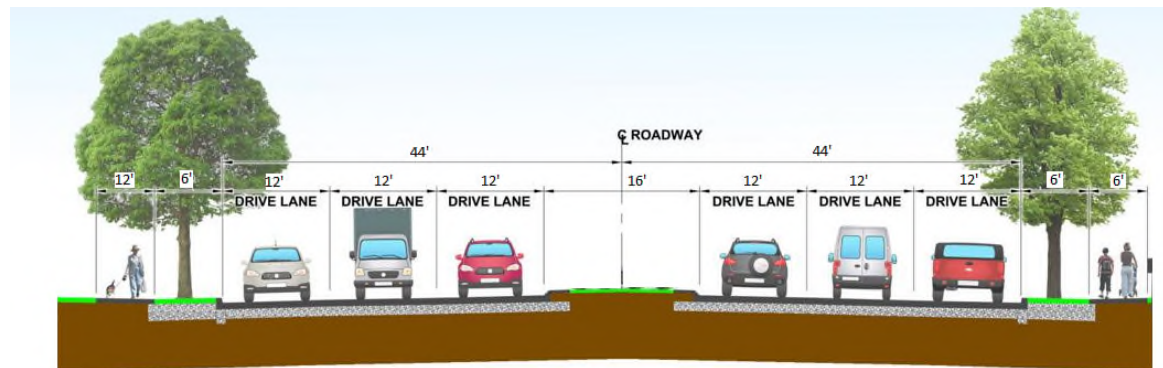 ℄ ROADWAY
44' 44'
12' 6' 12' 12' 12' 16' 12' 12' 12' 6' 6'
DRIVE LANE DRIVE LANE DRIVE LANE DRIVE LANE DRIVE LANE DRIVE LANE